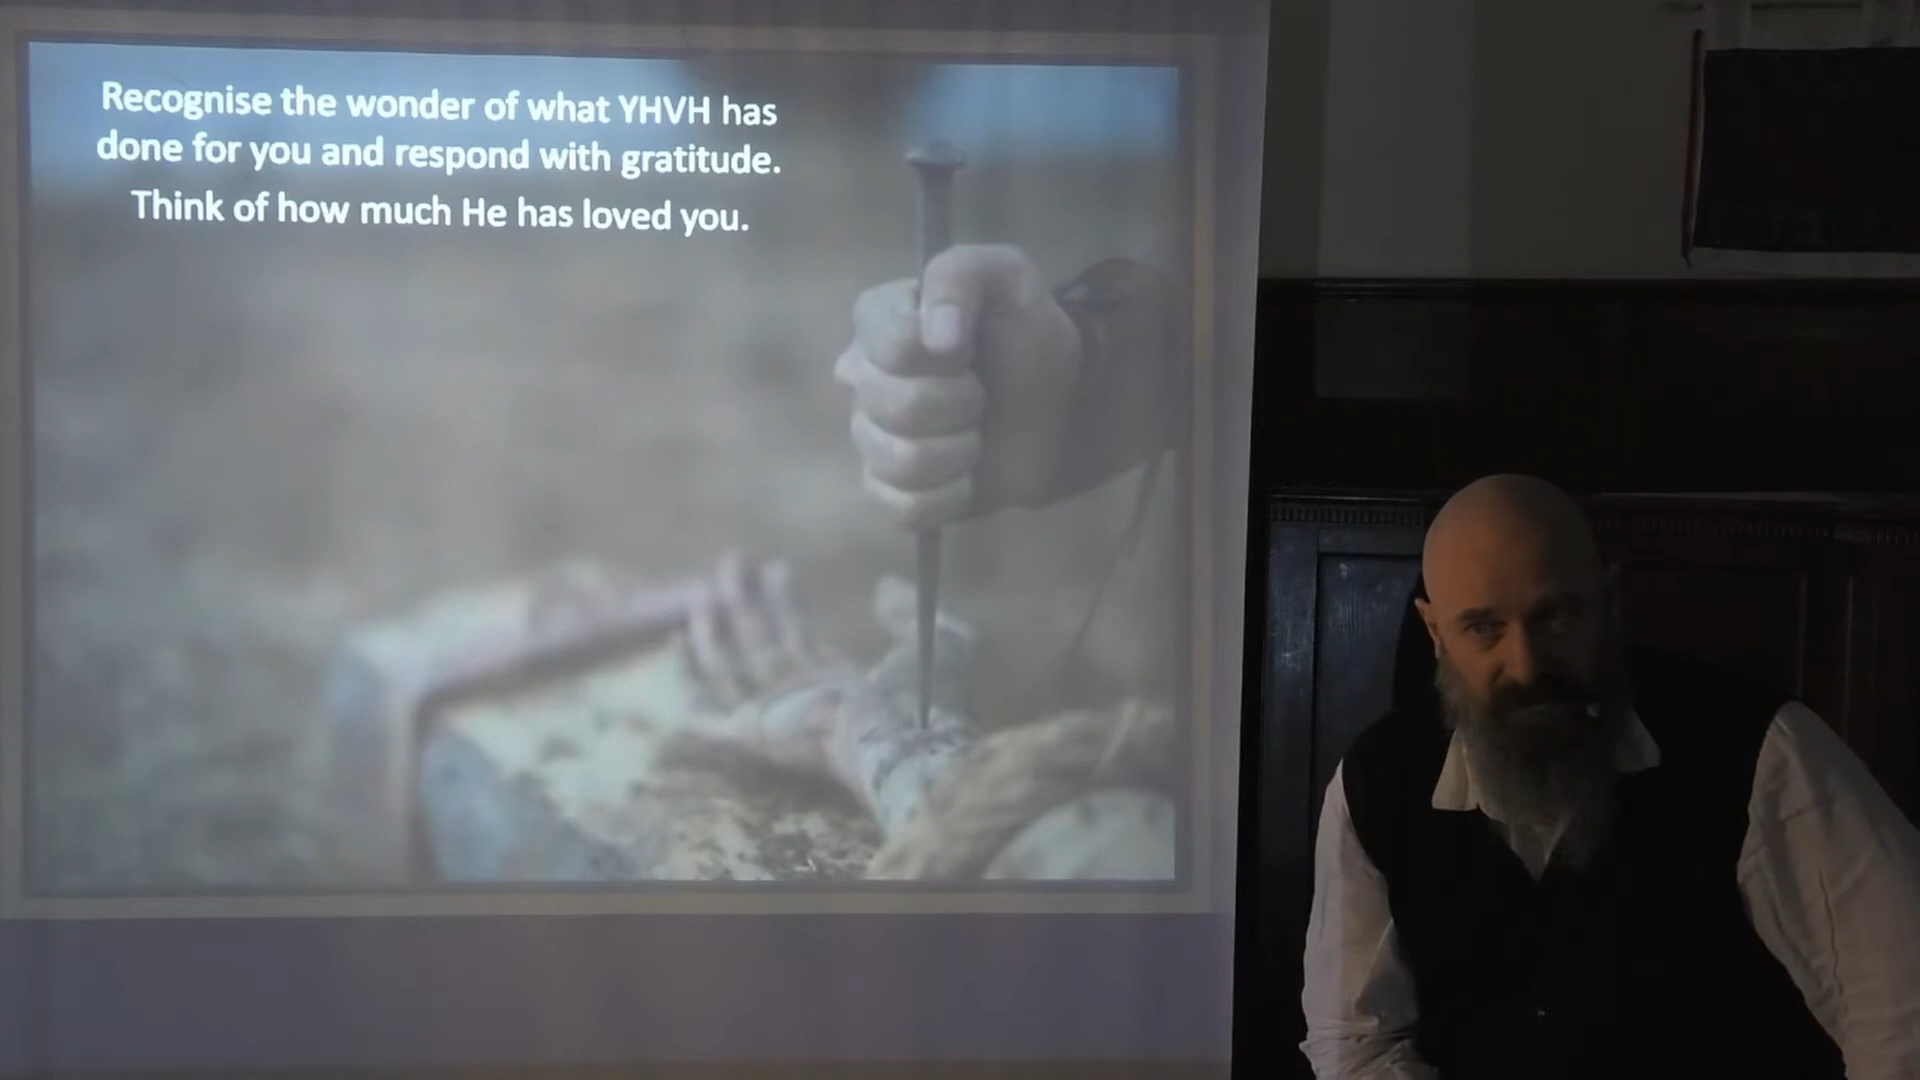 Recognise the wonder of what YHVH has
done for you and respond with gratitude.
Think of how much He has loved you.